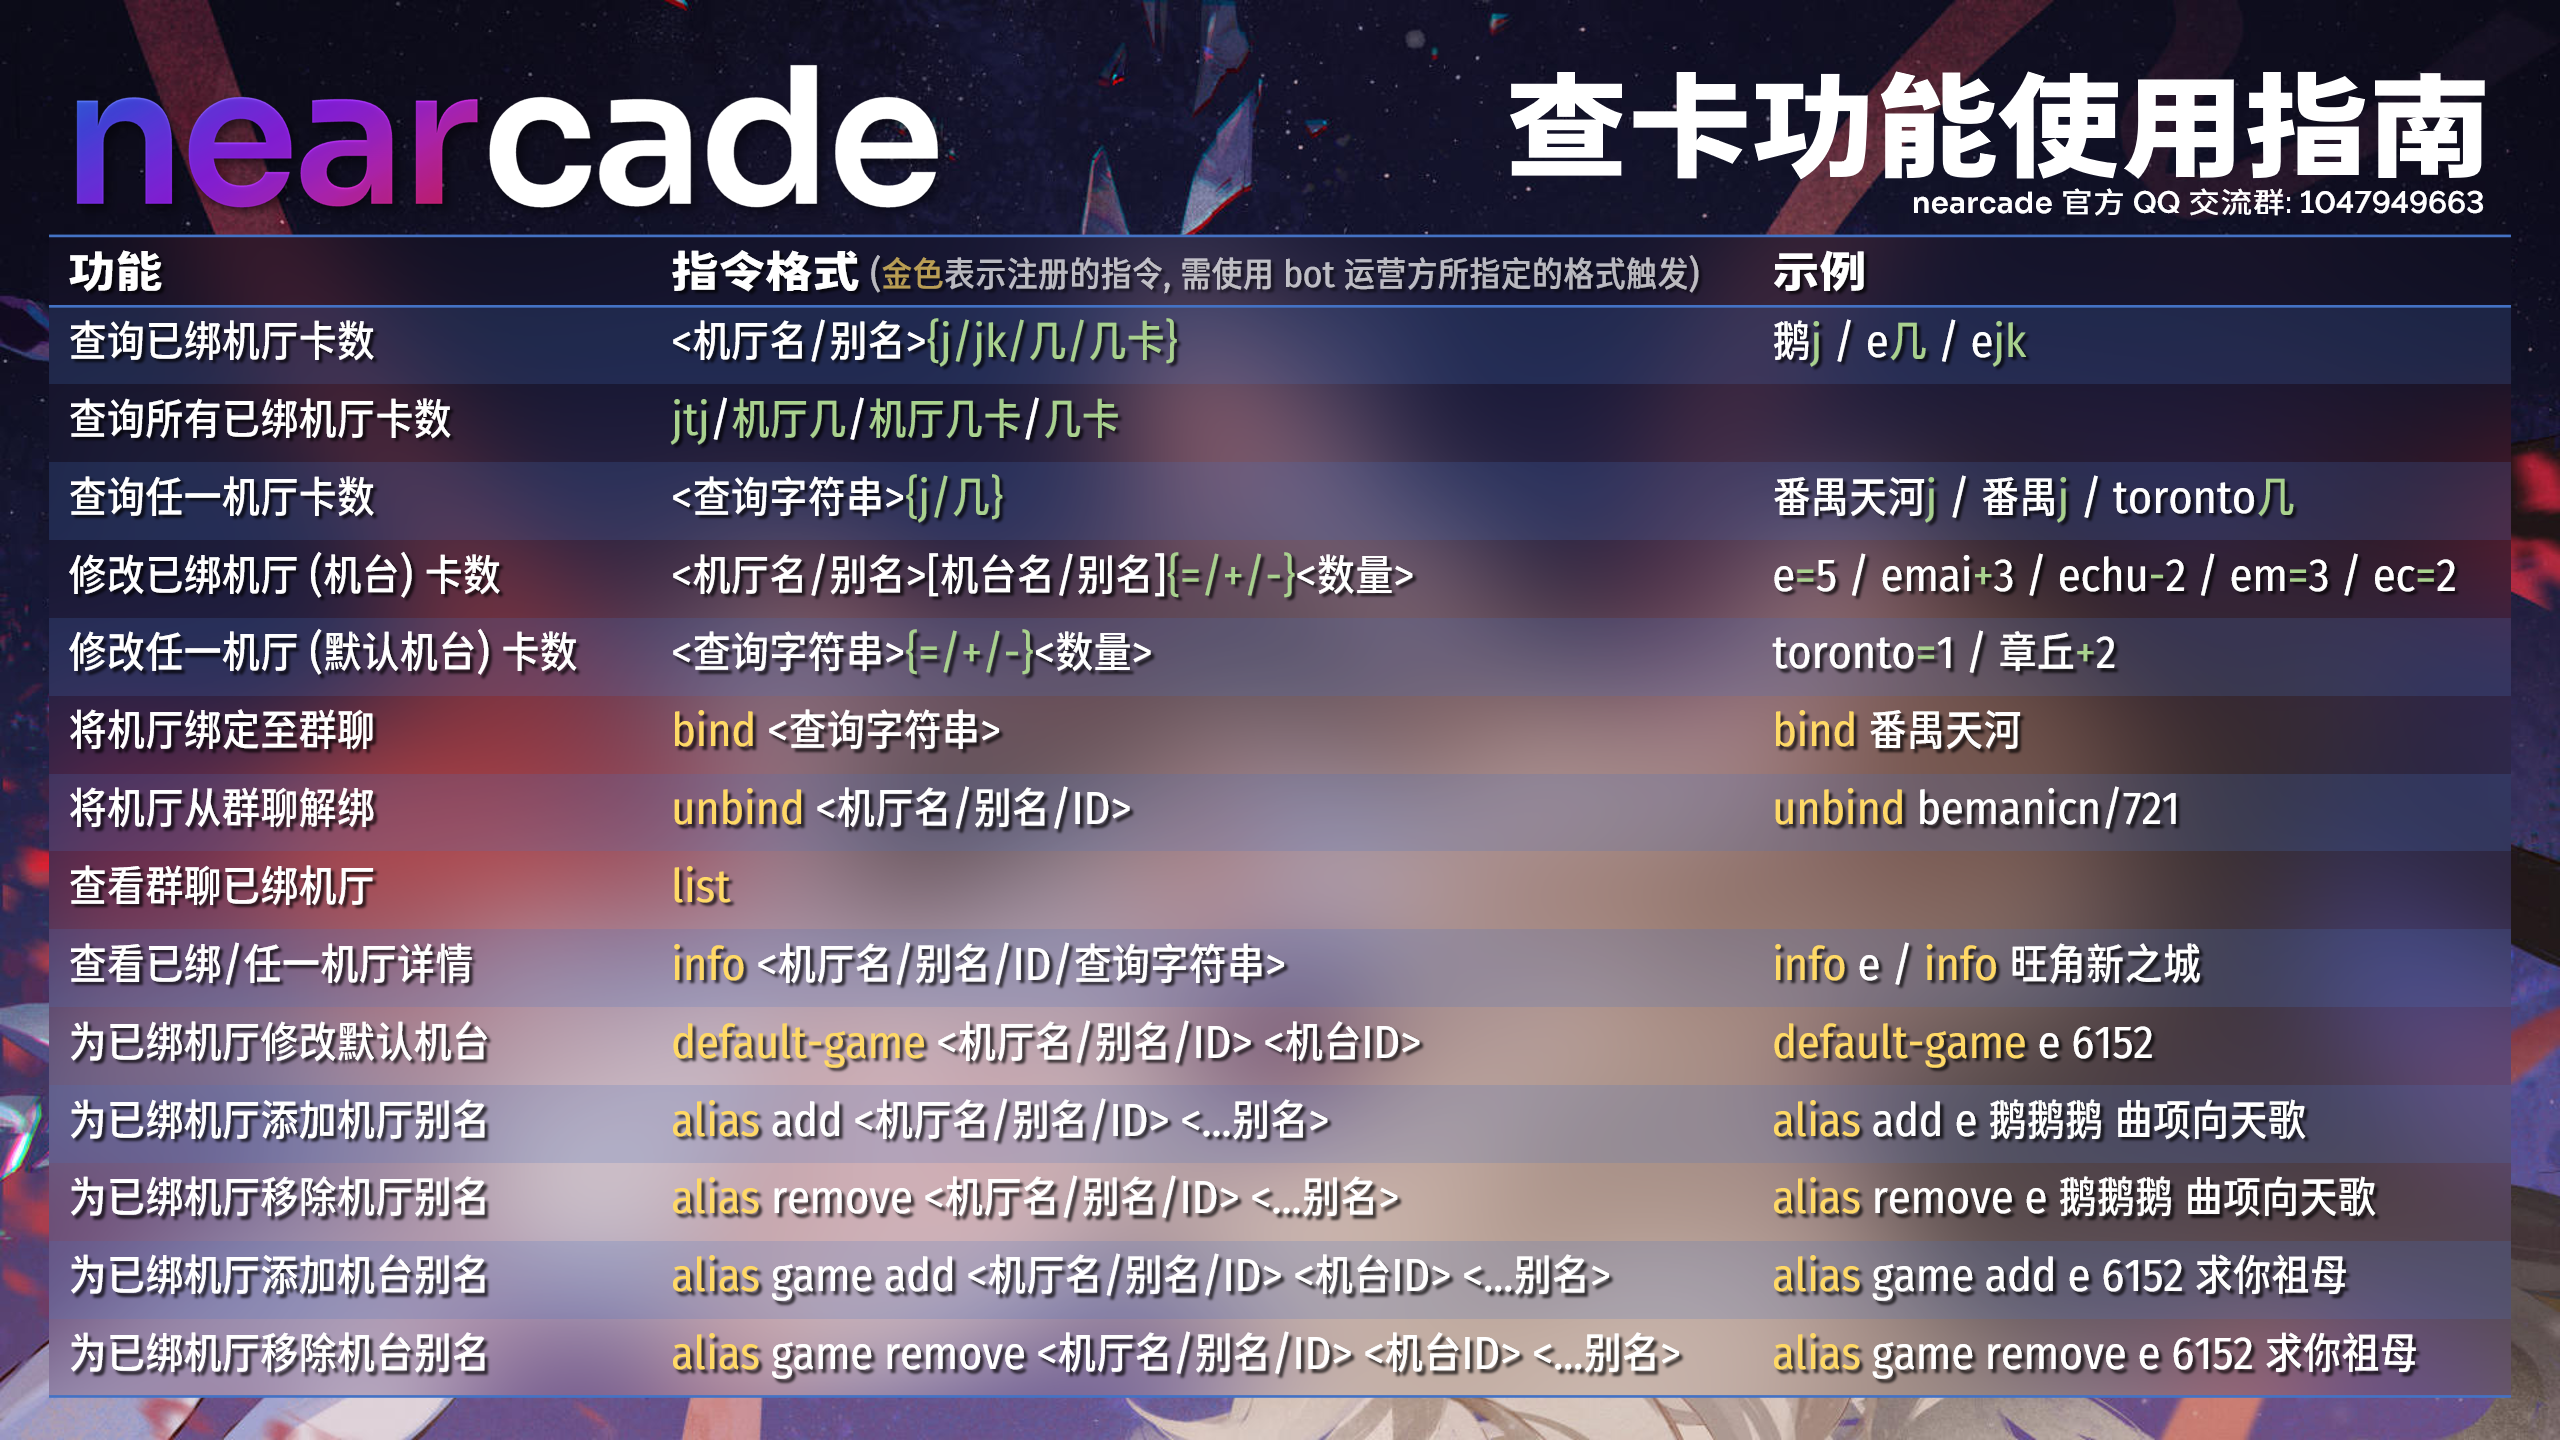 nearcade
查卡功能使用指南
nearcade 官方 QQ 交流群: 1047949663
功能 指令格式 (金色表示注册的指令, 需使用 bot 运营方所指定的格式触发) 示例
查询已绑机厅卡数 <机厅名/别名>{j/jk/几/几卡} 鹅j / e几 / ejk
查询所有已绑机厅卡数 jtj/机厅几/机厅几卡/几卡
查询任一机厅卡数 <查询字符串>{j/几} 番禺天河j / 番禺j / toronto几
修改已绑机厅 (机台) 卡数 <机厅名/别名>[机台名/别名]{=/+/-}<数量> e=5 / emai+3 / echu-2 / em=3 / ec=2
修改任一机厅 (默认机台) 卡数 <查询字符串>{=/+/-}<数量> toronto=1 / 章丘+2
将机厅绑定至群聊 bind <查询字符串> bind 番禺天河
将机厅从群聊解绑 unbind <机厅名/别名/ID> unbind bemanicn/721
查看群聊已绑机厅 list
查看已绑/任一机厅详情 info <机厅名/别名/ID/查询字符串> info e / info 旺角新之城
为已绑机厅修改默认机台 default-game <机厅名/别名/ID> <机台ID> default-game e 6152
为已绑机厅添加机厅别名 alias add <机厅名/别名/ID> <...别名> alias add e 鹅鹅鹅 曲项向天歌
为已绑机厅移除机厅别名 alias remove <机厅名/别名/ID> <...别名> alias remove e 鹅鹅鹅 曲项向天歌
为已绑机厅添加机台别名 alias game add <机厅名/别名/ID> <机台ID> <...别名> alias game add e 6152 求你祖母
为已绑机厅移除机台别名 alias game remove <机厅名/别名/ID> <机台ID> <...别名> alias game remove e 6152 求你祖母